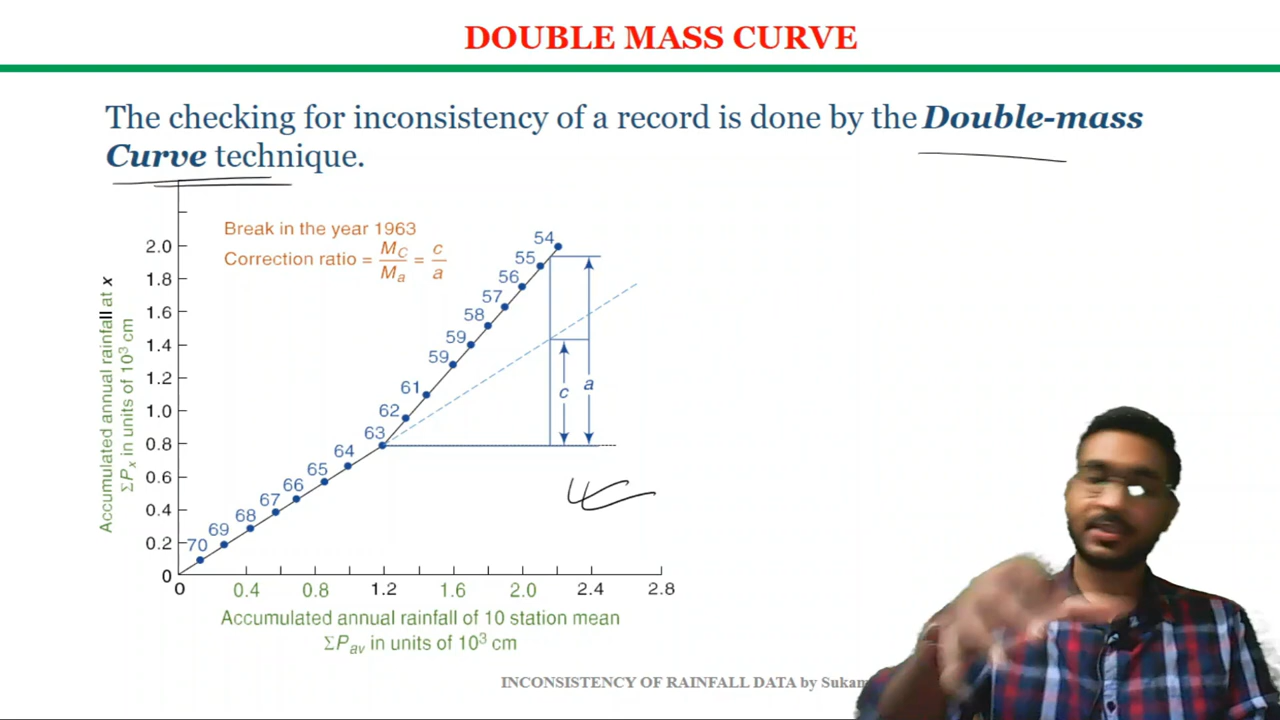 DOUBLE MASS CURVE
The checking for inconsistency of a record is done by the Double-mass
Curve technique.
Break in the year 1963
Correction ratio = Mc/Ma = c/a
Accumulated annual rainfall at x
ΣPx in units of 10³ cm
2.0
1.8
1.6
1.4
1.2
1.0
0.8
0.6
0.4
0.2
0
54
55
56
57
58
59
59
61
62
63
64
65
66
67
68
69
70
c
a
0 0.4 0.8 1.2 1.6 2.0 2.4 2.8
Accumulated annual rainfall of 10 station mean
ΣPav in units of 10³ cm
INCONSISTENCY OF RAINFALL DATA by